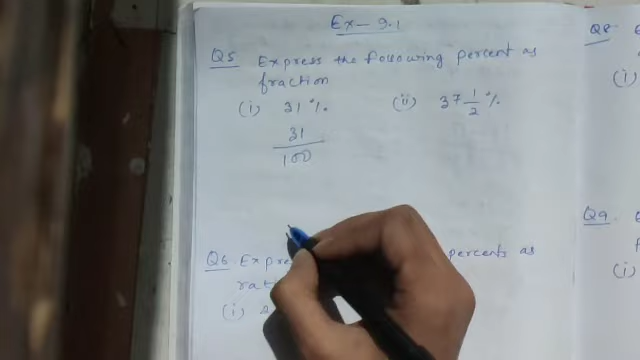 Ex - 9.1
Q5 Express the following percent as
fraction
(i) 31 %. (ii) 37 1/2 %
31
100
Q6 percents as
(i)
Q8
(i)
Q9.
(i)